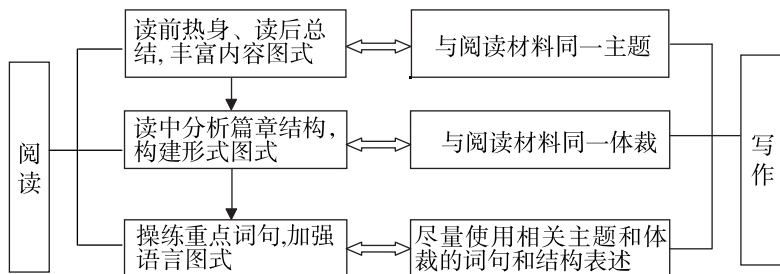 阅读
读前热身、读后总
结,丰富内容图式
与阅读材料同一主题
读中分析篇章结构,
构建形式图式
与阅读材料同一体裁
操练重点词句,加强
语言图式
尽量使用相关主题和体
裁的词句和结构表述
写作